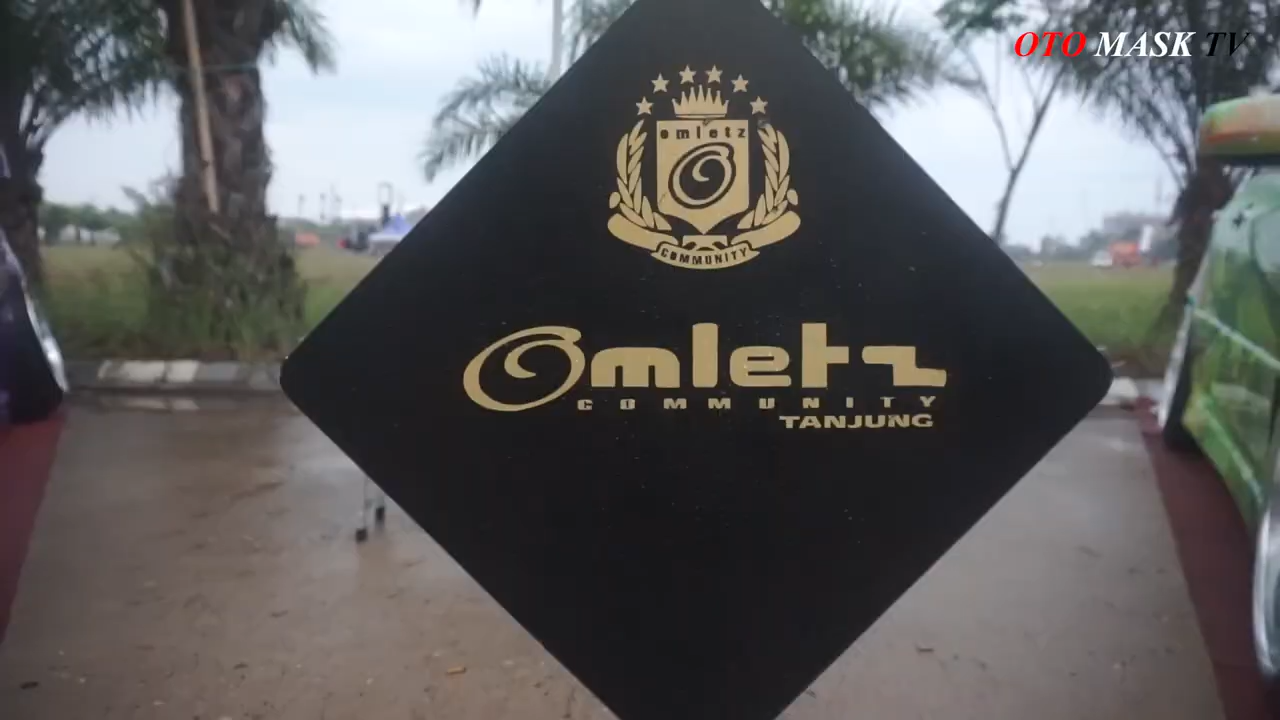 OTO MASK TV
omletz
COMMUNITY
Omletz
COMMUNITY
TANJUNG